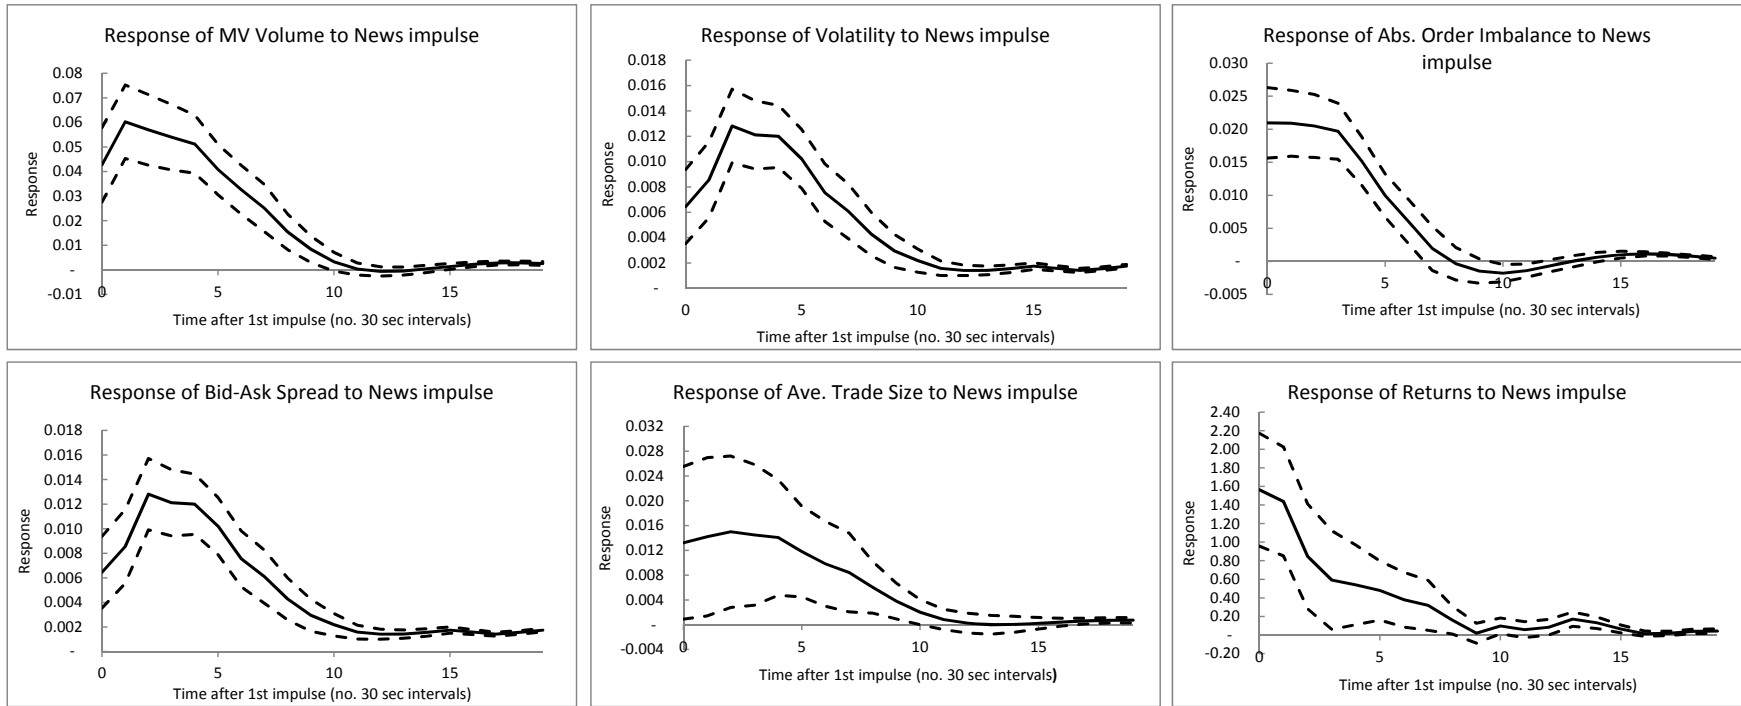 Response of MV Volume to News impulse
0.08
0.07
0.06
0.05
0.04
0.03
0.02
0.01
-
-0.01
Response
0 5 10 15
Time after 1st impulse (no. 30 sec intervals)
Response of Volatility to News impulse
0.018
0.016
0.014
0.012
0.010
0.008
0.006
0.004
0.002
-
Response
0 5 10 15
Time after 1st impulse (no. 30 sec intervals)
Response of Abs. Order Imbalance to News
impulse
0.030
0.025
0.020
0.015
0.010
0.005
-
-0.005
Response
0 5 10 15
Time after 1st impulse (no. 30 sec intervals)
Response of Bid-Ask Spread to News impulse
0.018
0.016
0.014
0.012
0.010
0.008
0.006
0.004
0.002
-
Response
0 5 10 15
Time after 1st impulse (no. 30 sec intervals)
Response of Ave. Trade Size to News impulse
0.032
0.028
0.024
0.020
0.016
0.012
0.008
0.004
-
-0.004
Response
0 5 10 15
Time after 1st impulse (no. 30 sec intervals)
Response of Returns to News impulse
2.40
2.20
2.00
1.80
1.60
1.40
1.20
1.00
0.80
0.60
0.40
0.20
-
-0.20
Response
0 5 10 15
Time after 1st impulse (no. 30 sec intervals)